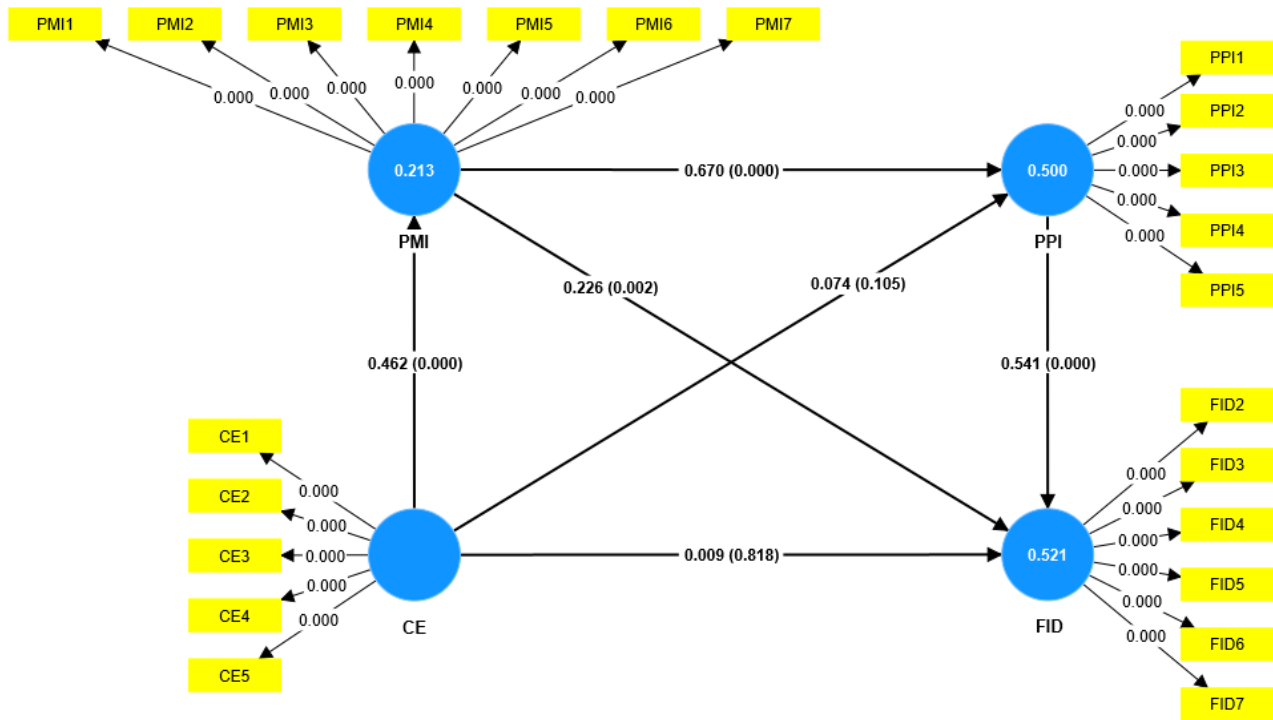 PMI1 PMI2 PMI3 PMI4 PMI5 PMI6 PMI7
0.000 0.000 0.000 0.000 0.000 0.000 0.000
PPI1
PPI2
PPI3
PPI4
PPI5
0.000
0.000
0.000
0.000
0.000
0.213
PMI
0.670 (0.000)
0.500
PPI
0.226 (0.002)
0.074 (0.105)
0.462 (0.000)
0.541 (0.000)
CE1
CE2
CE3
CE4
CE5
0.000
0.000
0.000
0.000
0.000
CE
0.009 (0.818)
0.521
FID
0.000
0.000
0.000
0.000
0.000
0.000
FID2
FID3
FID4
FID5
FID6
FID7